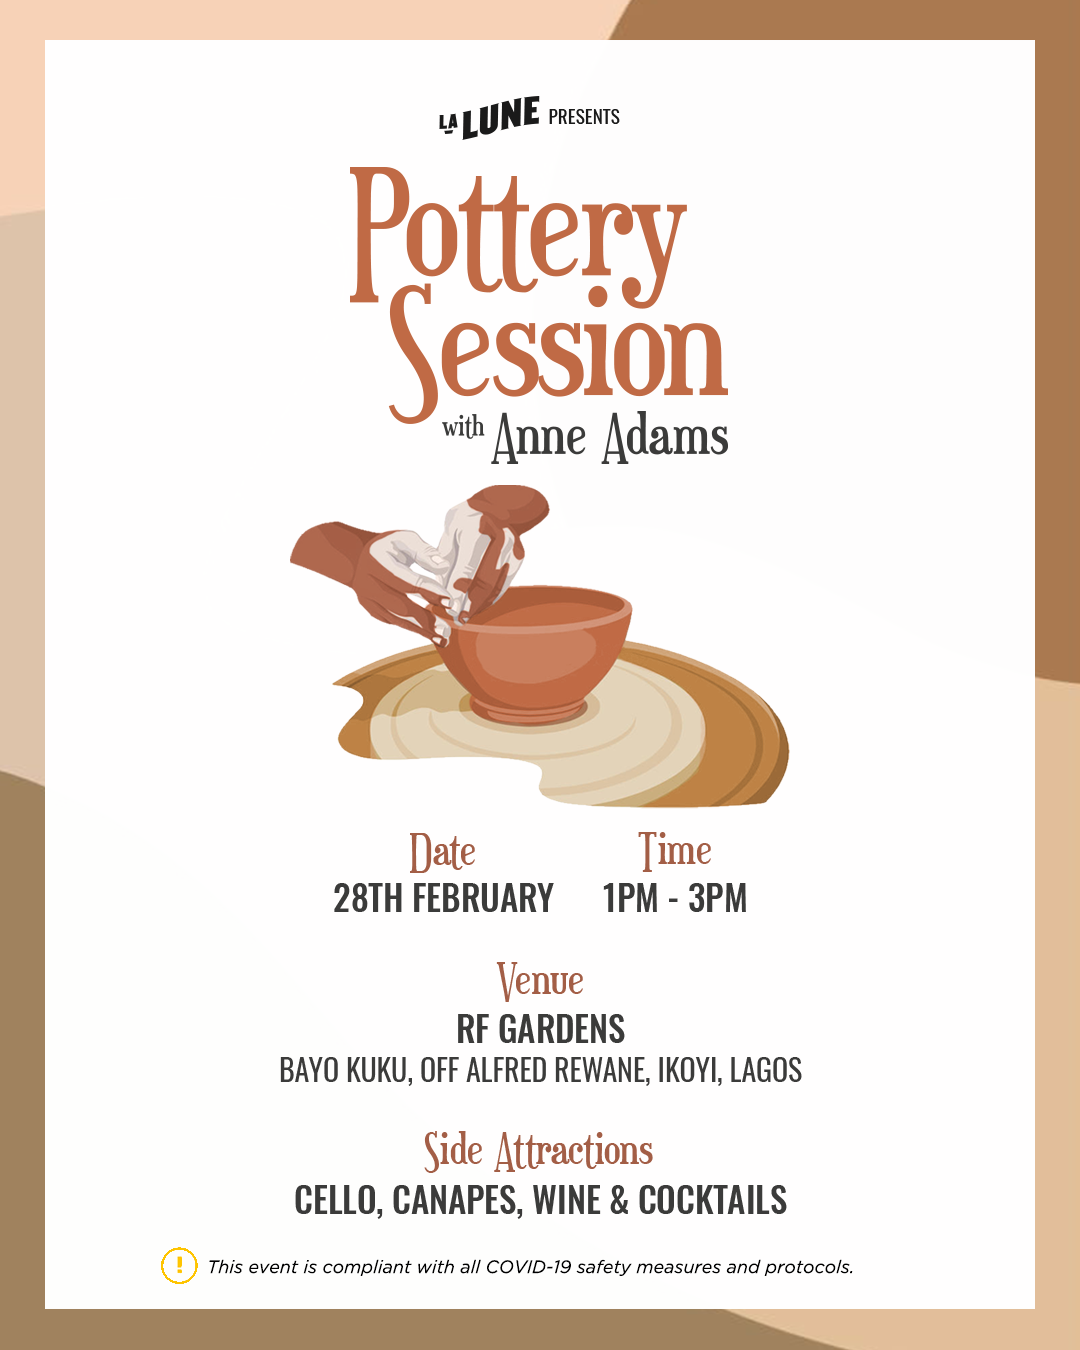 LA LUNE PRESENTS
Pottery
Session
with Anne Adams
Date
28TH FEBRUARY
Time
1PM - 3PM
Venue
RF GARDENS
BAYO KUKU, OFF ALFRED REWANE, IKOYI, LAGOS
Side Attractions
CELLO, CANAPES, WINE & COCKTAILS
! This event is compliant with all COVID-19 safety measures and protocols.